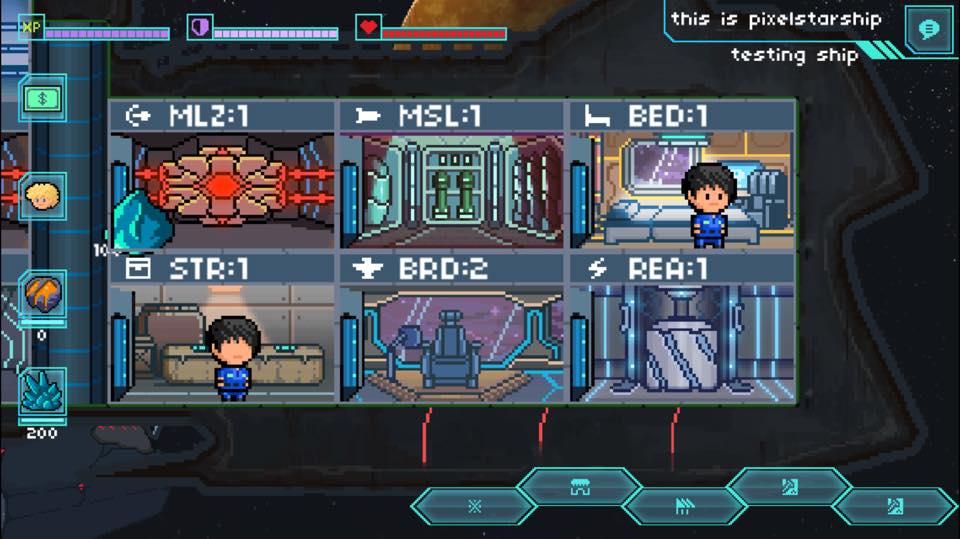 XP
this is pixelstarship
testing ship
$
MLZ:1
MSL:1
BED:1
STR:1
BRD:2
REA:1
0
200